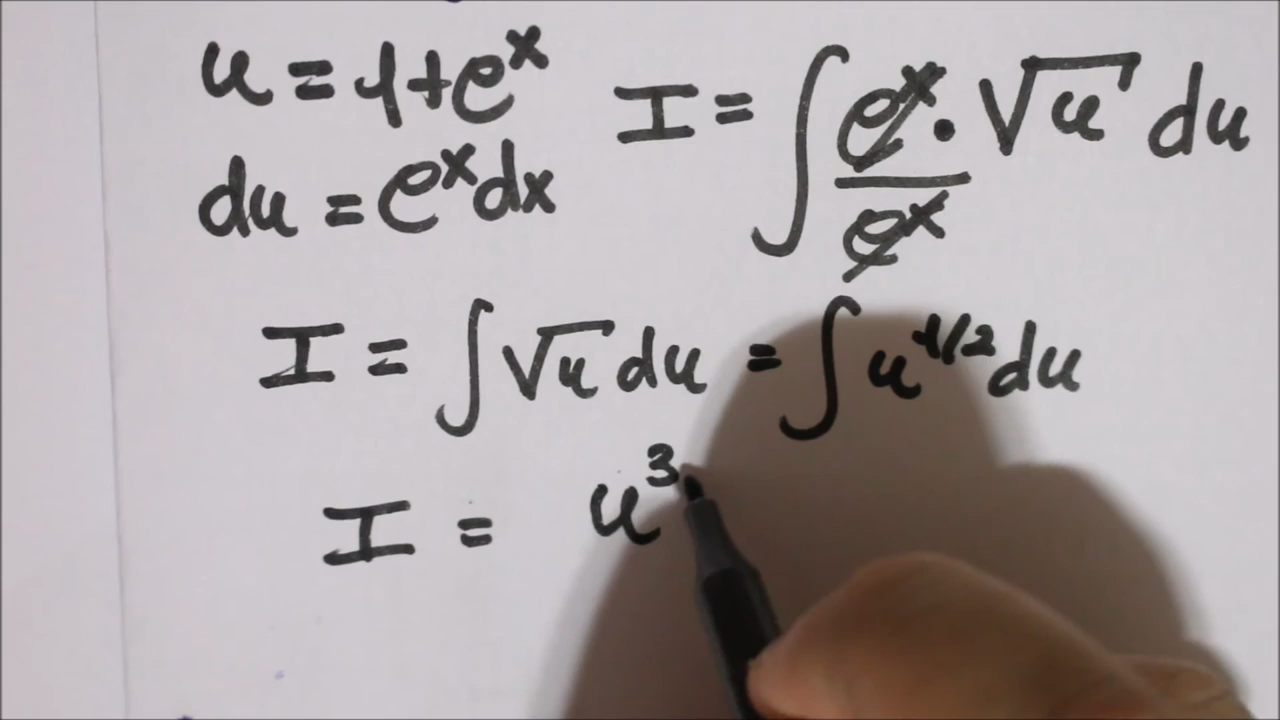 u = 1+e^x I = ∫ e^x/e^x · √u du
du = e^x dx
I = ∫ √u du = ∫ u^1/2 du
I = u^3